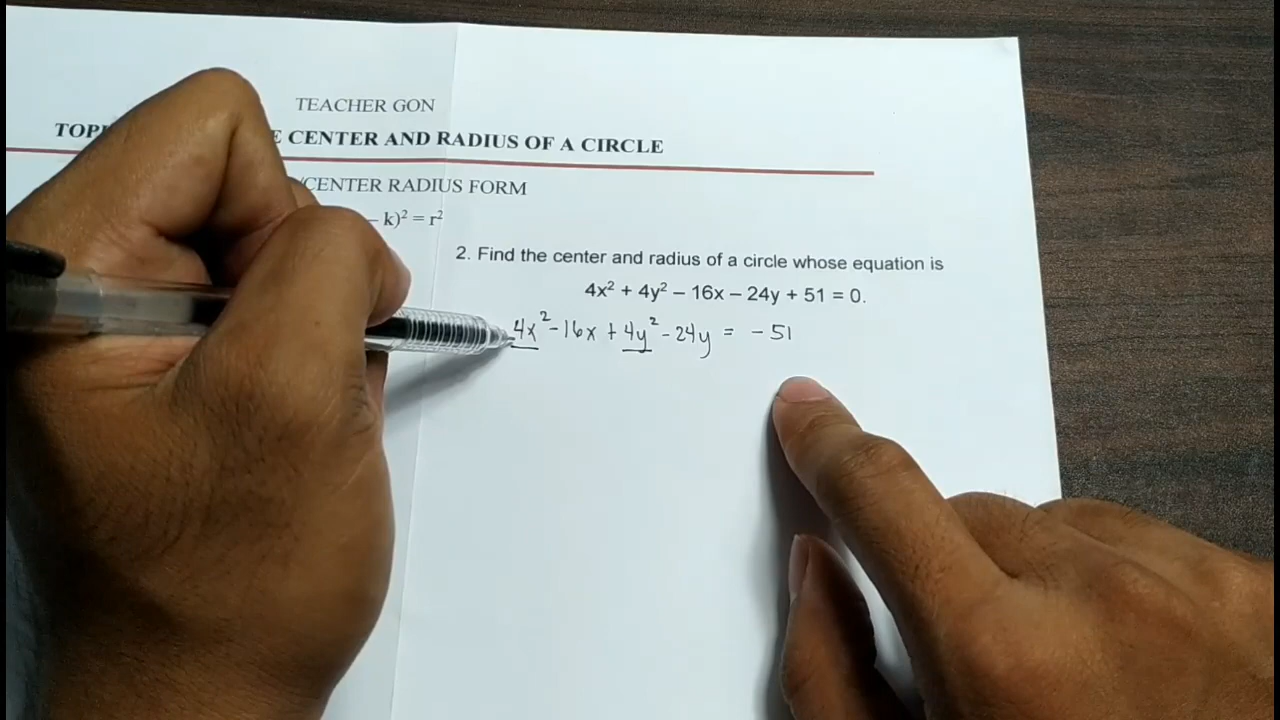 TEACHER GON
CENTER AND RADIUS OF A CIRCLE
CENTER RADIUS FORM
– k)² = r²
2. Find the center and radius of a circle whose equation is
4x² + 4y² – 16x – 24y + 51 = 0.
4x² - 16x + 4y² - 24y = - 51